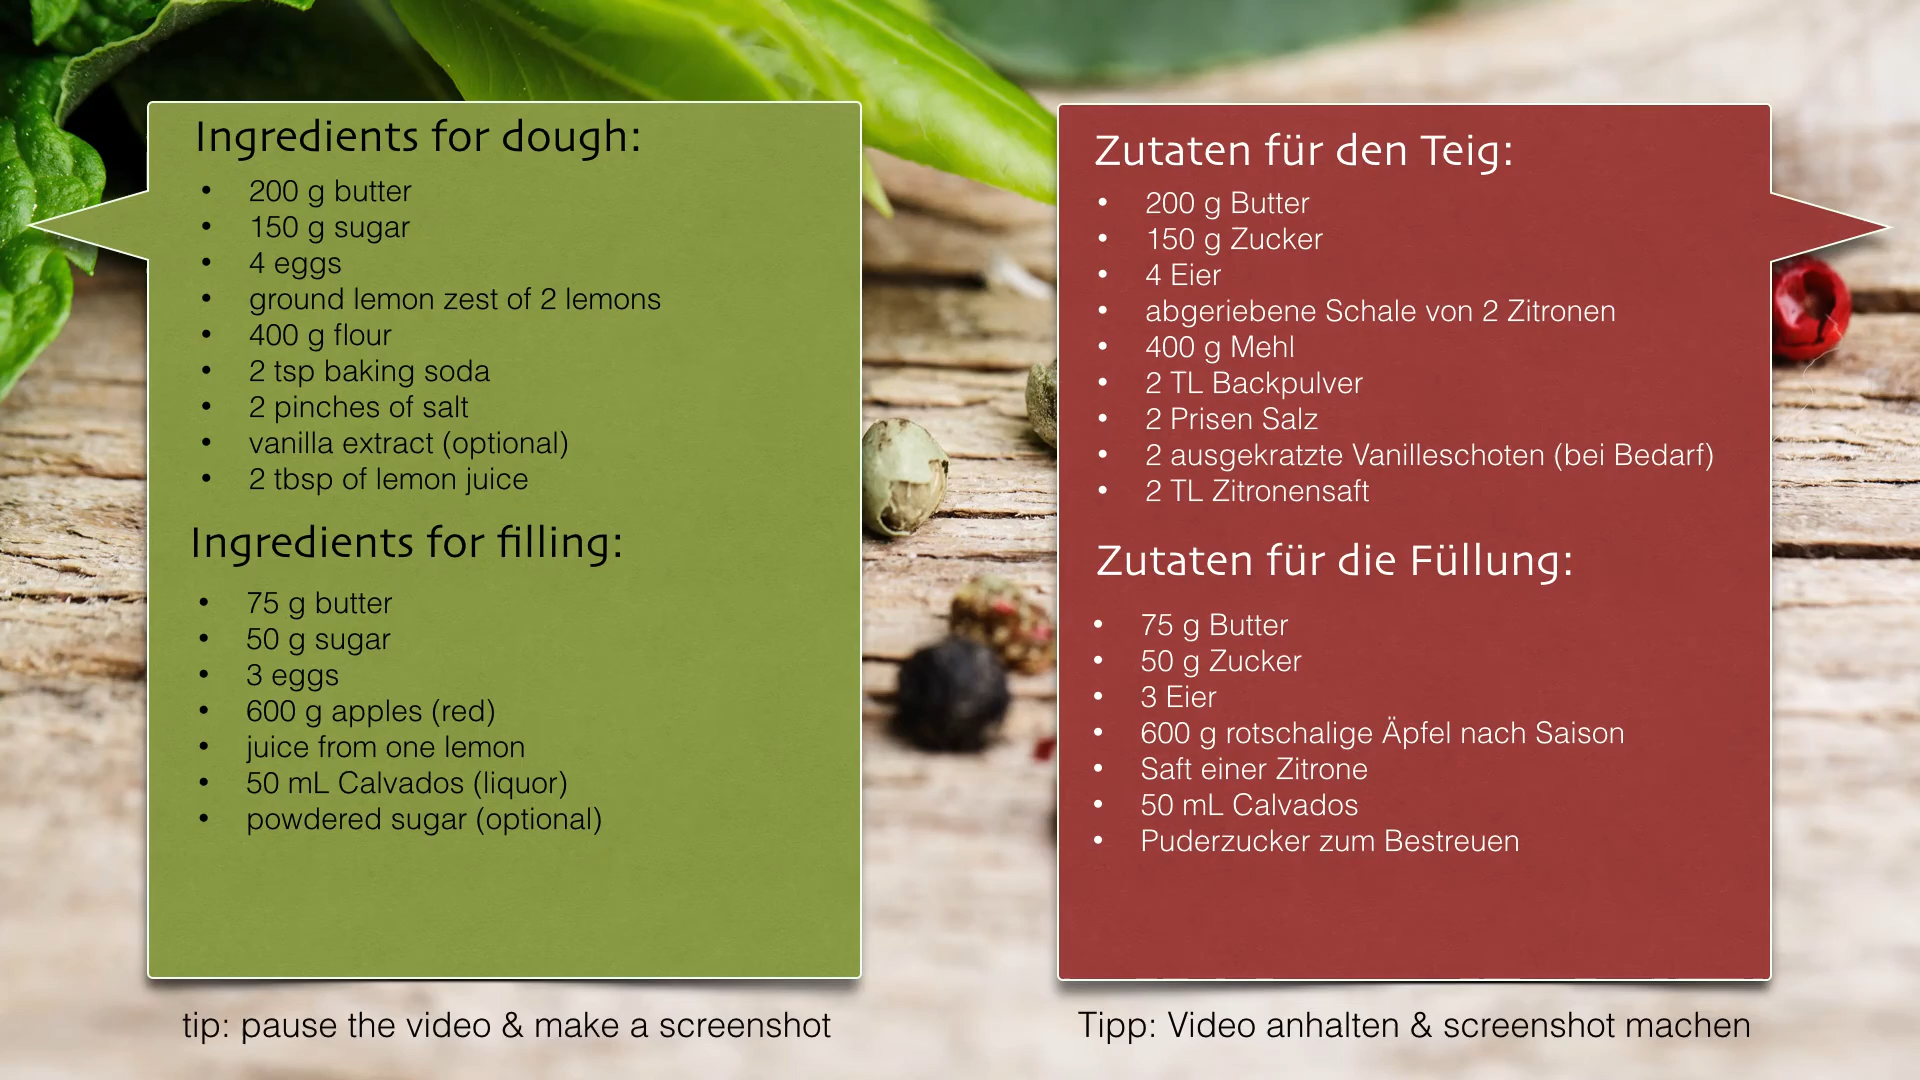 Ingredients for dough:
• 200 g butter
• 150 g sugar
• 4 eggs
• ground lemon zest of 2 lemons
• 400 g flour
• 2 tsp baking soda
• 2 pinches of salt
• vanilla extract (optional)
• 2 tbsp of lemon juice
Ingredients for filling:
• 75 g butter
• 50 g sugar
• 3 eggs
• 600 g apples (red)
• juice from one lemon
• 50 mL Calvados (liquor)
• powdered sugar (optional)
tip: pause the video & make a screenshot
Zutaten für den Teig:
• 200 g Butter
• 150 g Zucker
• 4 Eier
• abgeriebene Schale von 2 Zitronen
• 400 g Mehl
• 2 TL Backpulver
• 2 Prisen Salz
• 2 ausgekratzte Vanilleschoten (bei Bedarf)
• 2 TL Zitronensaft
Zutaten für die Füllung:
• 75 g Butter
• 50 g Zucker
• 3 Eier
• 600 g rotschalige Äpfel nach Saison
• Saft einer Zitrone
• 50 mL Calvados
• Puderzucker zum Bestreuen
Tipp: Video anhalten & screenshot machen